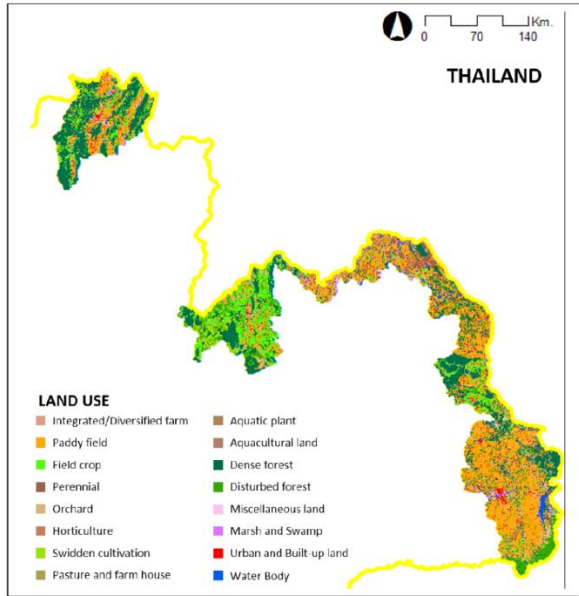 Km.
0 70 140
THAILAND
LAND USE
Integrated/Diversified farm
Paddy field
Field crop
Perennial
Orchard
Horticulture
Swidden cultivation
Pasture and farm house
Aquatic plant
Aquacultural land
Dense forest
Disturbed forest
Miscellaneous land
Marsh and Swamp
Urban and Built-up land
Water Body